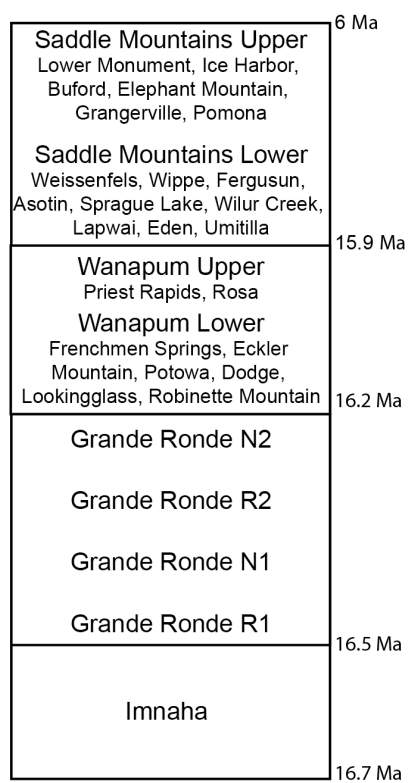 6 Ma
Saddle Mountains Upper
Lower Monument, Ice Harbor,
Buford, Elephant Mountain,
Grangerville, Pomona
Saddle Mountains Lower
Weissenfels, Wippe, Fergusun,
Asotin, Sprague Lake, Wilur Creek,
Lapwai, Eden, Umitilla
15.9 Ma
Wanapum Upper
Priest Rapids, Rosa
Wanapum Lower
Frenchmen Springs, Eckler
Mountain, Potowa, Dodge,
Lookingglass, Robinette Mountain
16.2 Ma
Grande Ronde N2
Grande Ronde R2
Grande Ronde N1
Grande Ronde R1
16.5 Ma
Imnaha
16.7 Ma